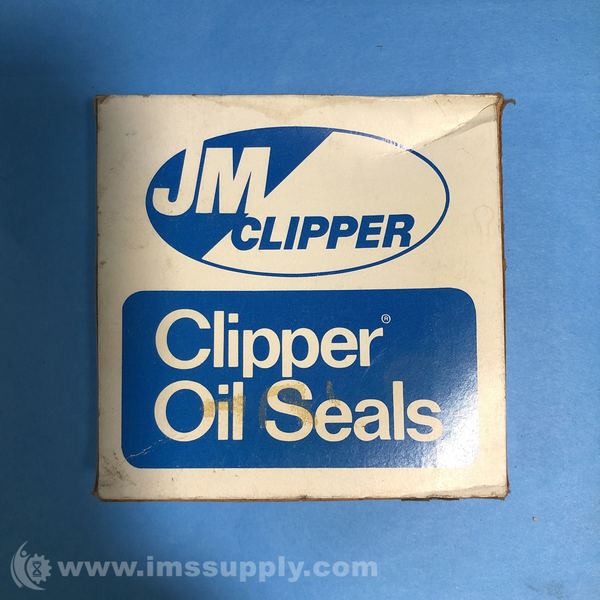 JM
CLIPPER
Clipper®
Oil Seals
www.imssupply.com